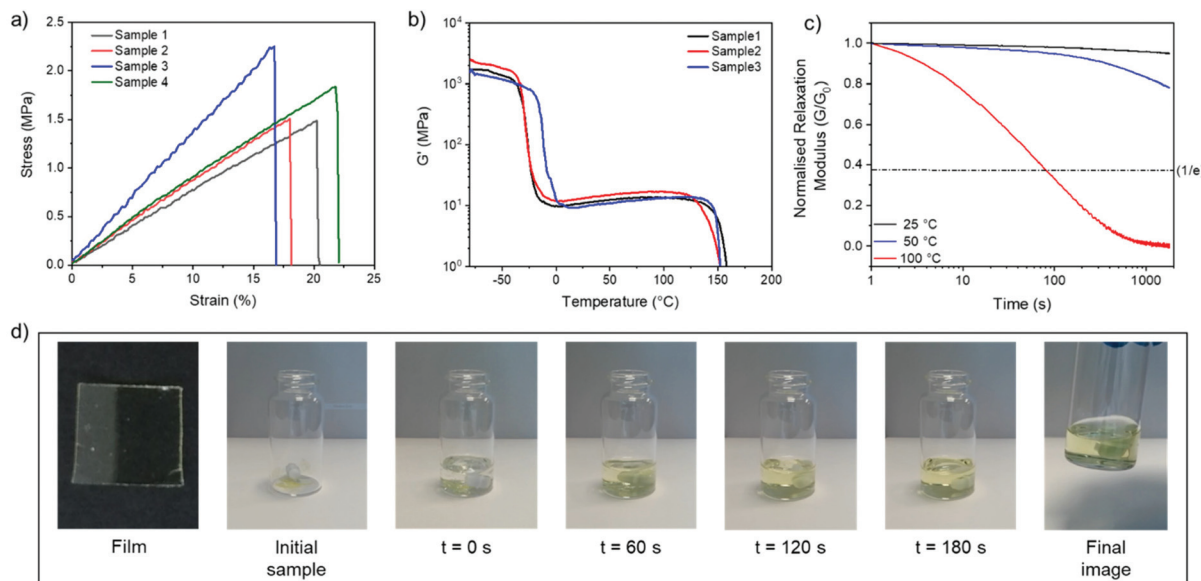 a)
2.5
2.0
1.5
1.0
0.5
0.0
0 5 10 15 20 25
Stress (MPa)
Strain (%)
Sample 1
Sample 2
Sample 3
Sample 4
b)
10⁴
10³
10²
10¹
10⁰
-50 0 50 100 150 200
G' (MPa)
Temperature (°C)
Sample1
Sample2
Sample3
c)
1.0
0.8
0.6
0.4
0.2
0.0
1 10 100 1000
Normalised Relaxation
Modulus (G/G₀)
Time (s)
(1/e
25 °C
50 °C
100 °C
d)
Film
Initial
sample
t = 0 s
t = 60 s
t = 120 s
t = 180 s
Final
image